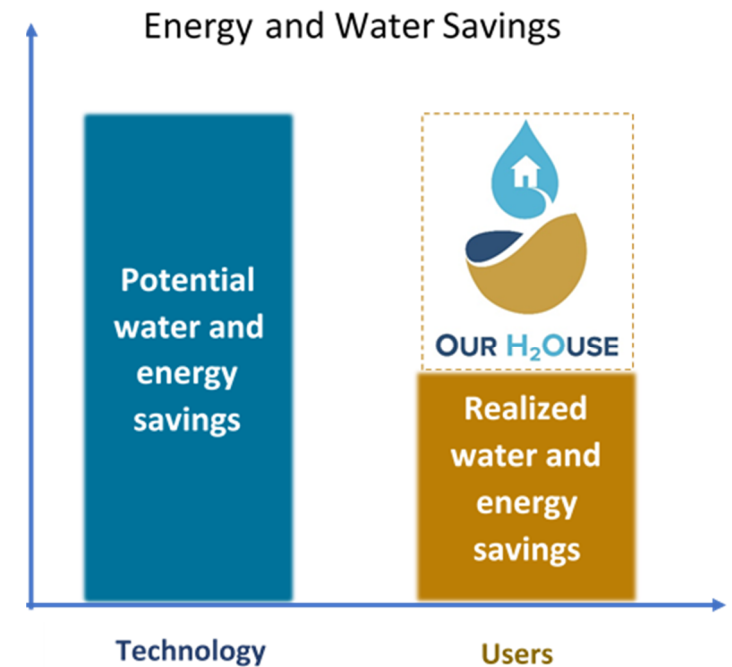 Energy and Water Savings
Potential
water and
energy
savings
OUR H₂OUSE
Realized
water and
energy
savings
Technology
Users